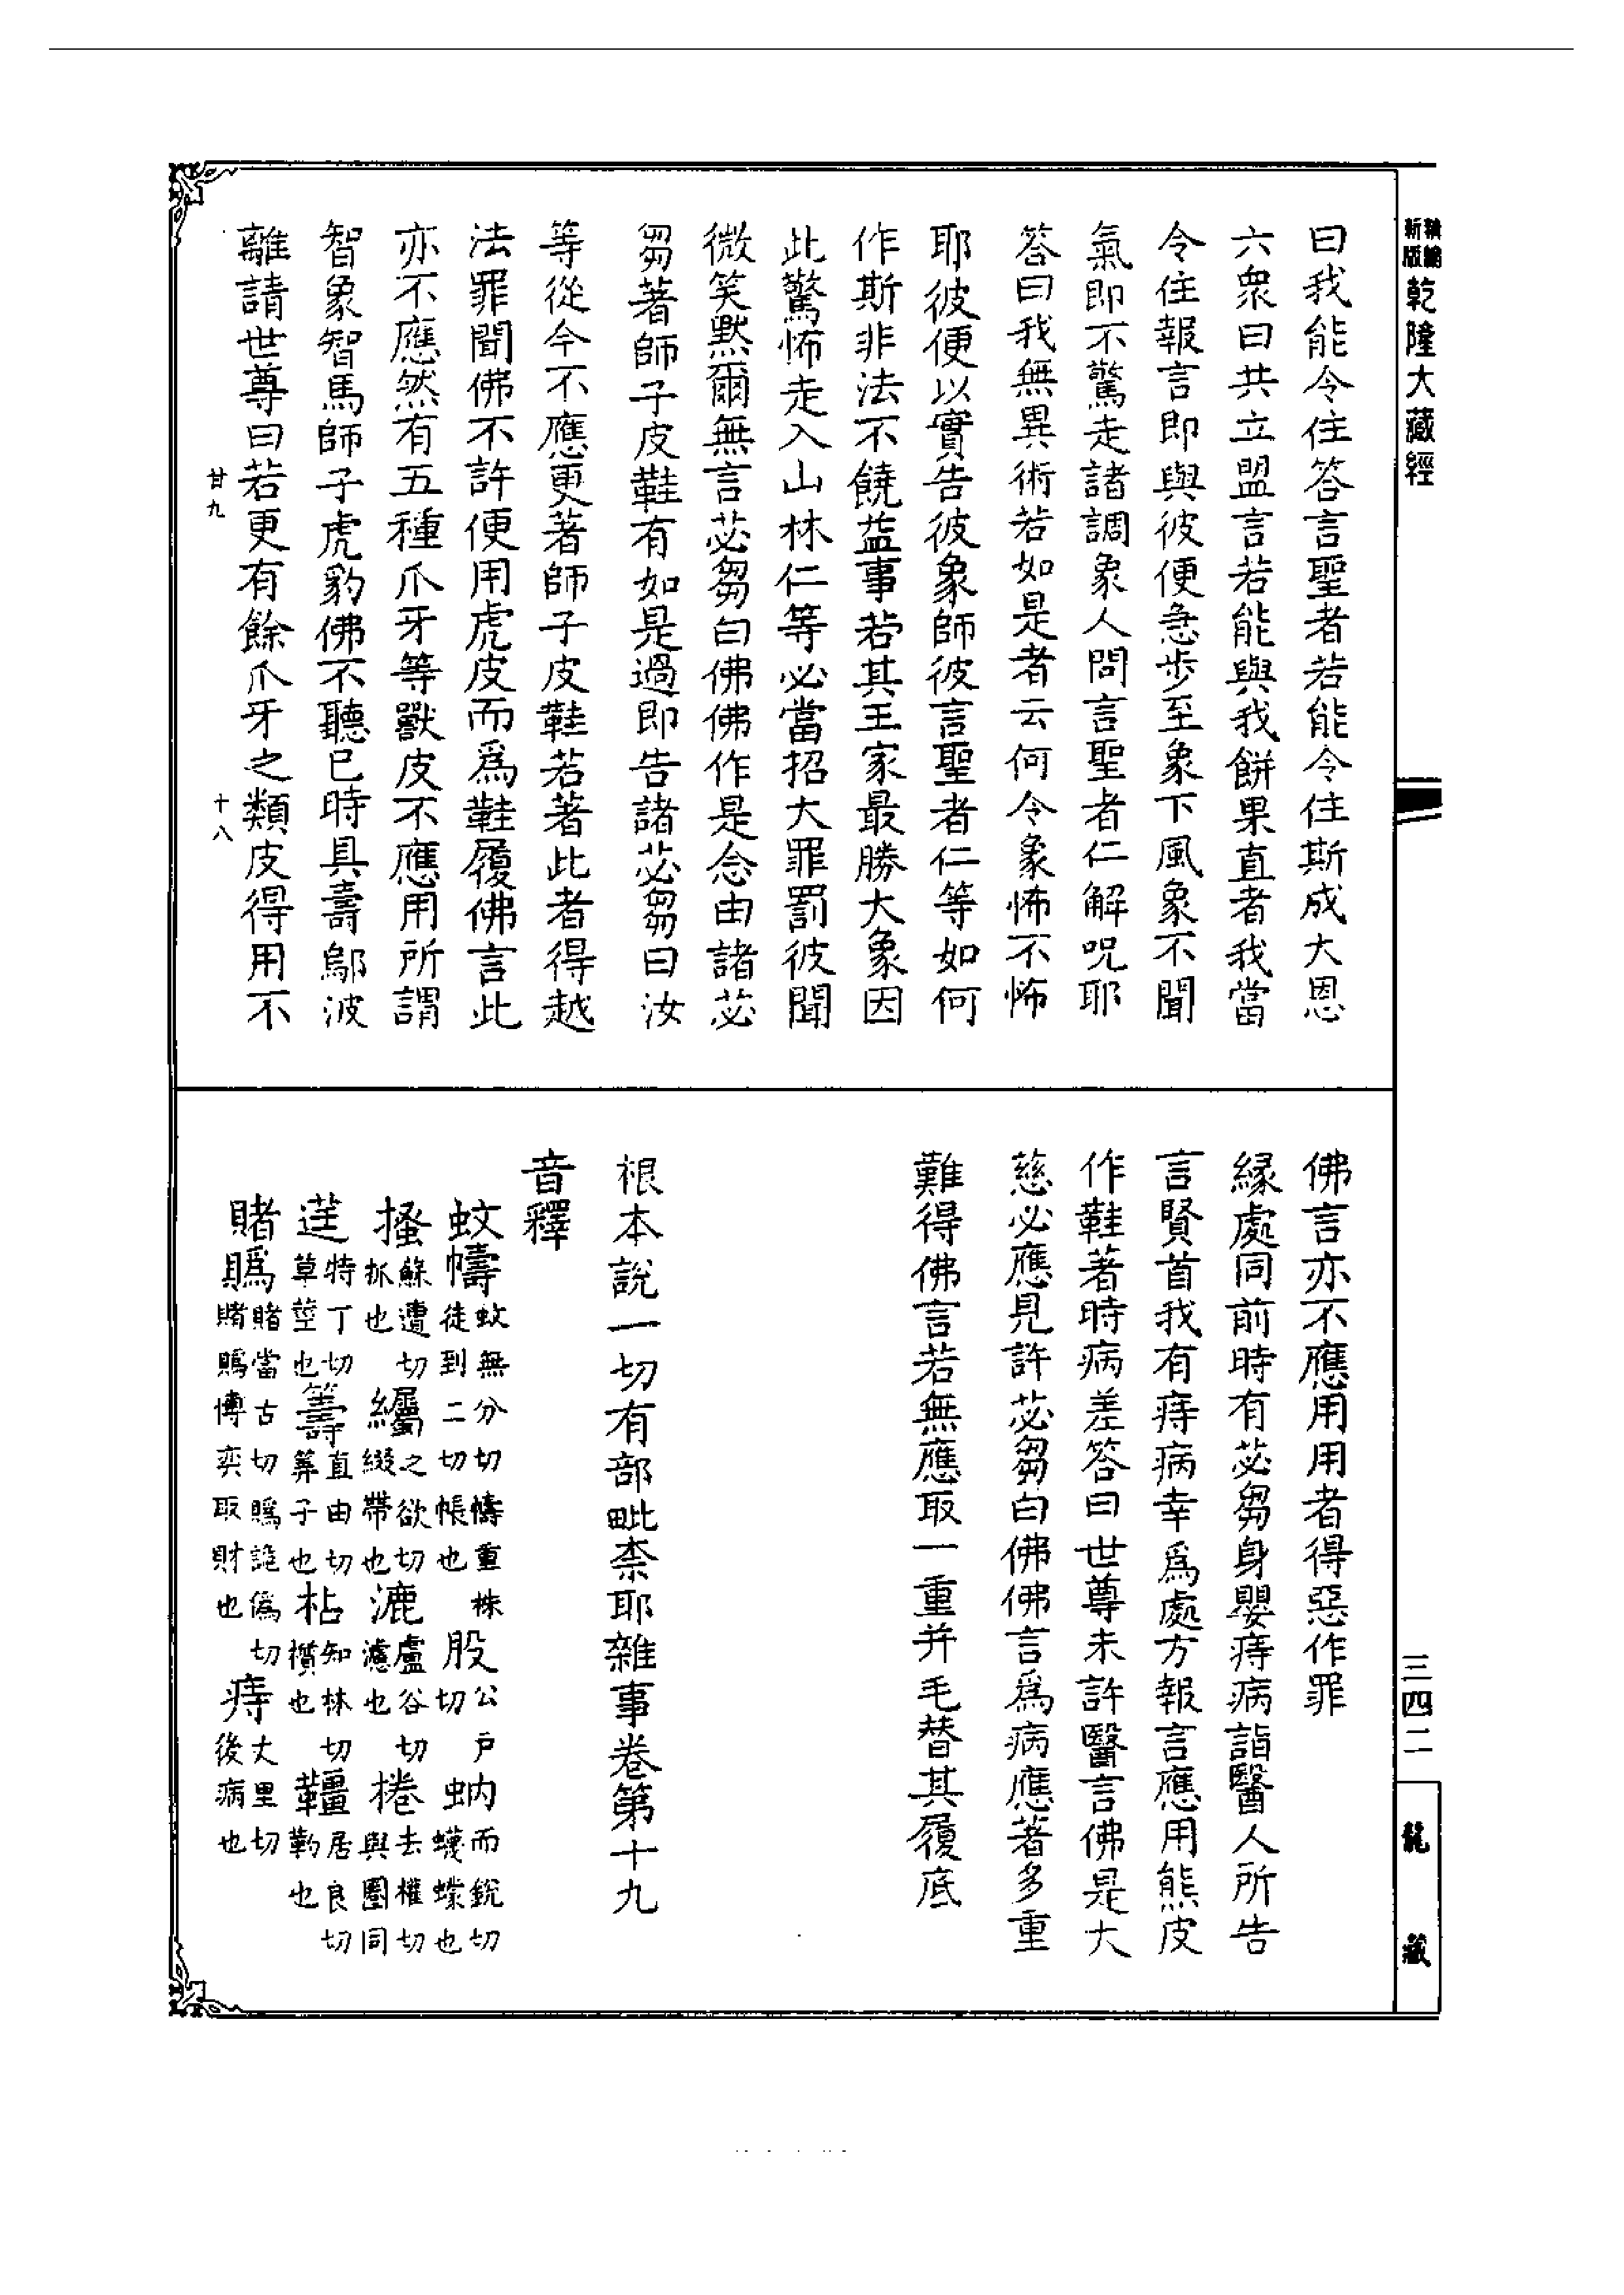 新編
新版
乾隆大藏經
曰我能令住答言聖者若能令住斯成大恩
六衆曰共立盟言若能與我餅果直者我當
令住報言即與彼便急步至象下風象不聞
氣即不驚走諸調象人問言聖者仁解呪耶
答曰我無異術若如是者云何令象怖不怖
耶彼便以實告彼象師彼言聖者仁等如何
作斯非法不饒益事若其王家最勝大象因
此驚怖走入山林仁等必當招大罪罰彼聞
微笑默爾無言苾芻白佛佛作是念由諸苾
芻著師子皮鞋有如是過即告諸苾芻曰汝
等從今不應更著師子皮鞋若著此者得越
法罪聞佛不許便用虎皮而爲鞋履佛言此
亦不應然有五種爪牙等獸皮不應用所謂
智象智馬師子虎豹佛不聽已時具壽鄔波
離請世尊曰若更有餘爪牙之類皮得用不
甘九
十八
佛言亦不應用用者得惡作罪
緣處同前時有苾芻身嬰痔病詣醫人所告
言賢首我有痔病幸爲處方報言應用熊皮
作鞋著時病差答曰世尊未許醫言佛是大
慈必應見許苾芻白佛佛言爲病應著多重
難得佛言若無應取一重并毛替其履底
根本說一切有部毗柰耶雜事卷第十九
音釋
蚊幬蚊無分切幬重株徒到二切帳也 股公戶切 蚋而銳切蠛蠓也
搔蘇遭切抓也 纚之欲切綴帶也 漉盧谷切濾也 捲去權切與圈同
莛特丁切草莖也 籌直由切筭子也 枮知林切攢也 韁居良切鞿也
賭賵賭當古切賵詭僞切賭賵博奕取財也 痔丈里切後病也
三四二
龍藏